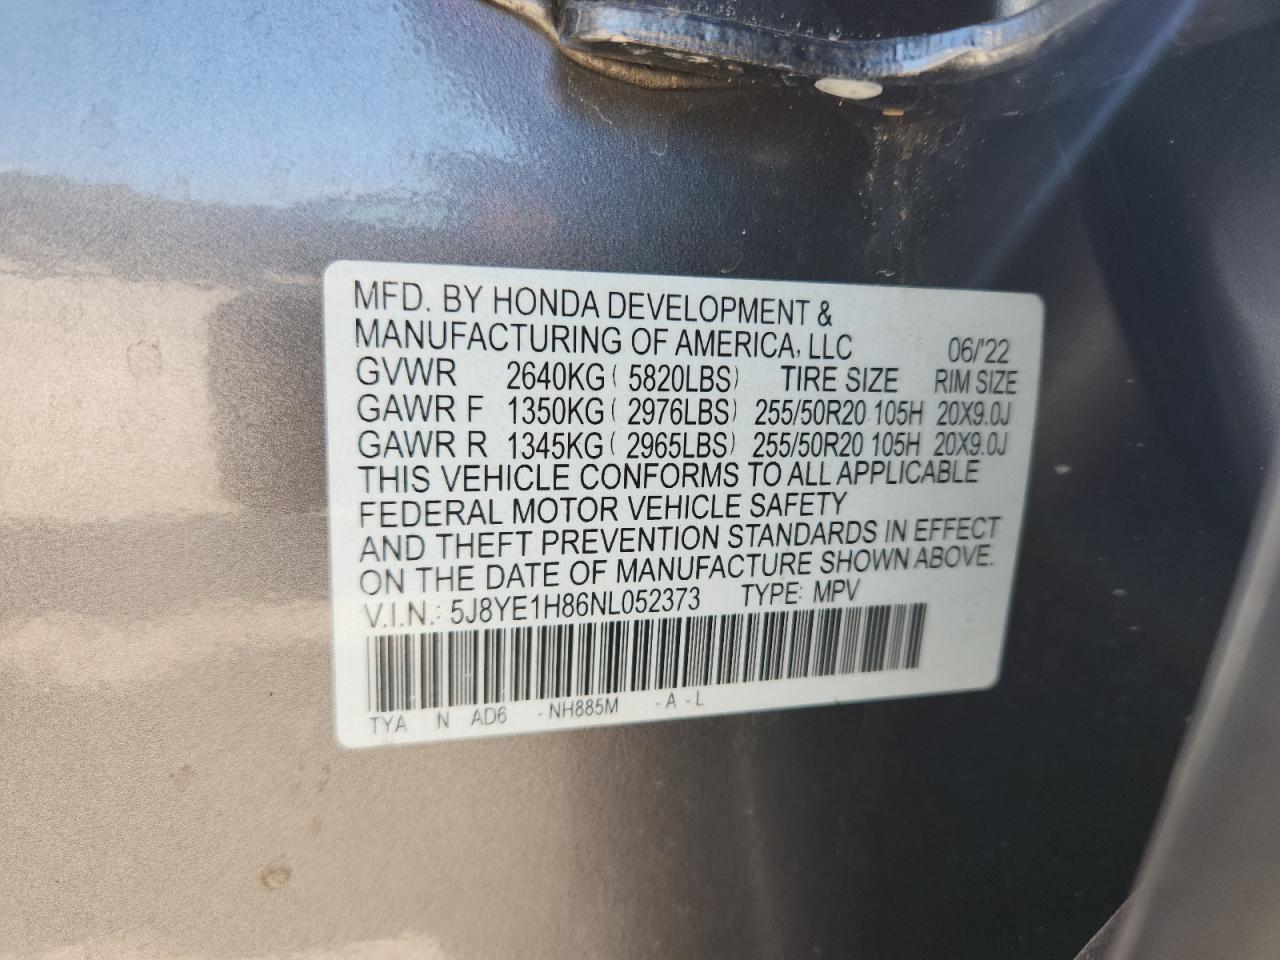 MFD. BY HONDA DEVELOPMENT &
MANUFACTURING OF AMERICA, LLC 06/'22
GVWR 2640KG ( 5820LBS) TIRE SIZE RIM SIZE
GAWR F 1350KG ( 2976LBS) 255/50R20 105H 20X9.0J
GAWR R 1345KG ( 2965LBS) 255/50R20 105H 20X9.0J
THIS VEHICLE CONFORMS TO ALL APPLICABLE
FEDERAL MOTOR VEHICLE SAFETY
AND THEFT PREVENTION STANDARDS IN EFFECT
ON THE DATE OF MANUFACTURE SHOWN ABOVE.
V.I.N.: 5J8YE1H86NL052373 TYPE: MPV
TYA N AD6 -NH885M -A -L